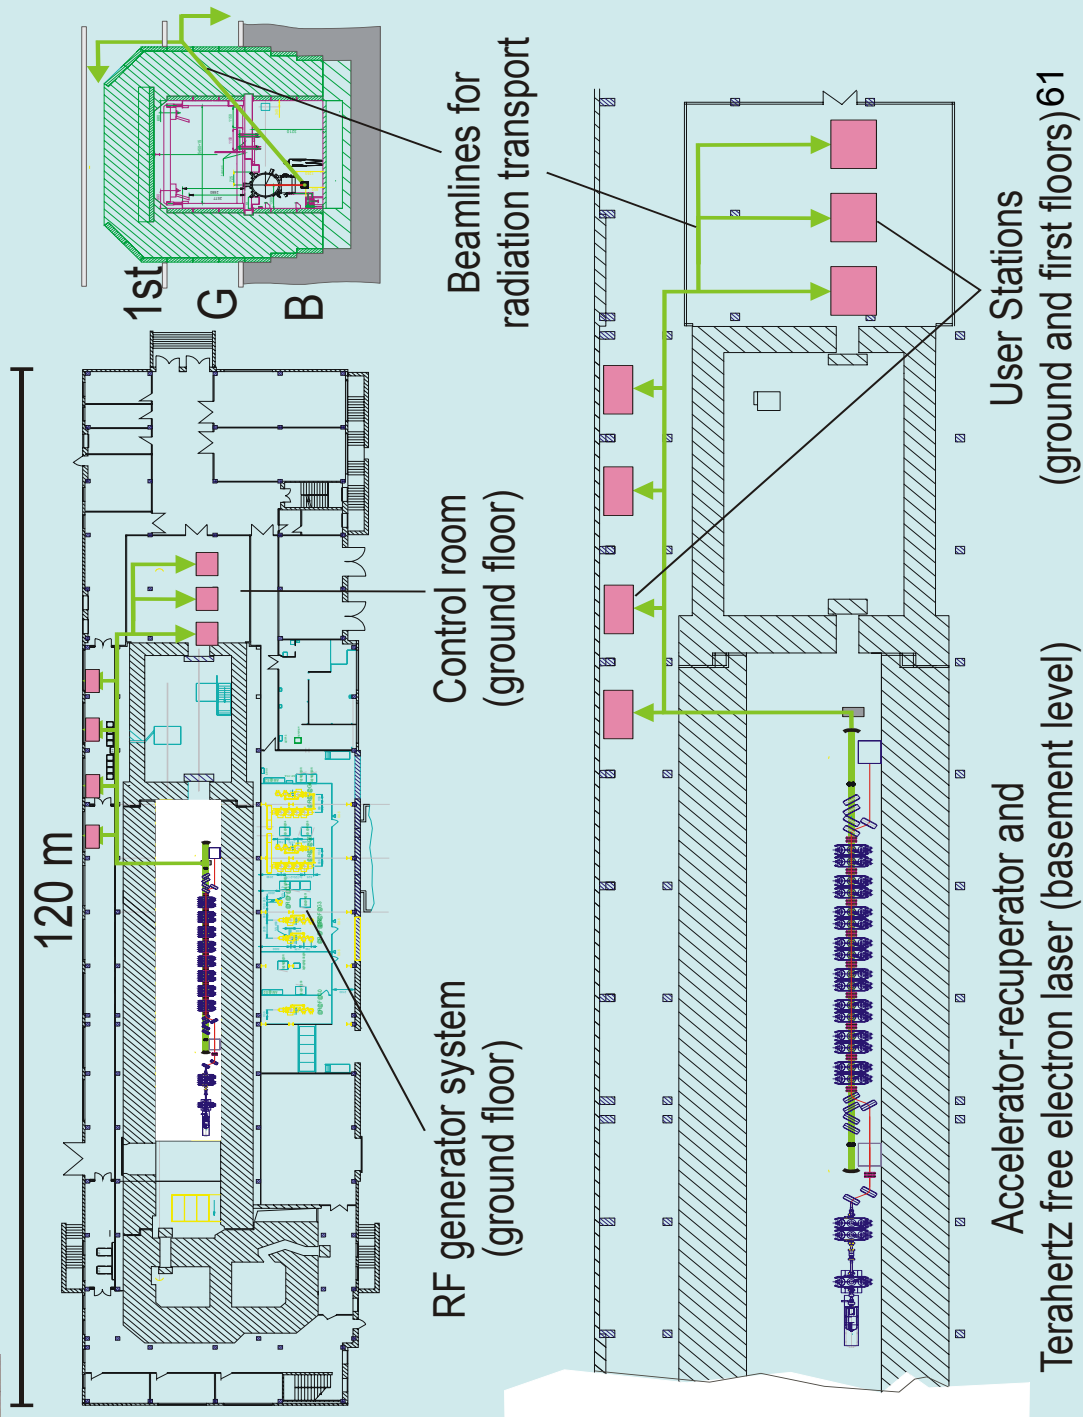 120 m
1st
G
B
Beamlines for
radiation transport
Control room
(ground floor)
RF generator system
(ground floor)
User Stations
(ground and first floors)
61
Accelerator-recuperator and
Terahertz free electron laser (basement level)